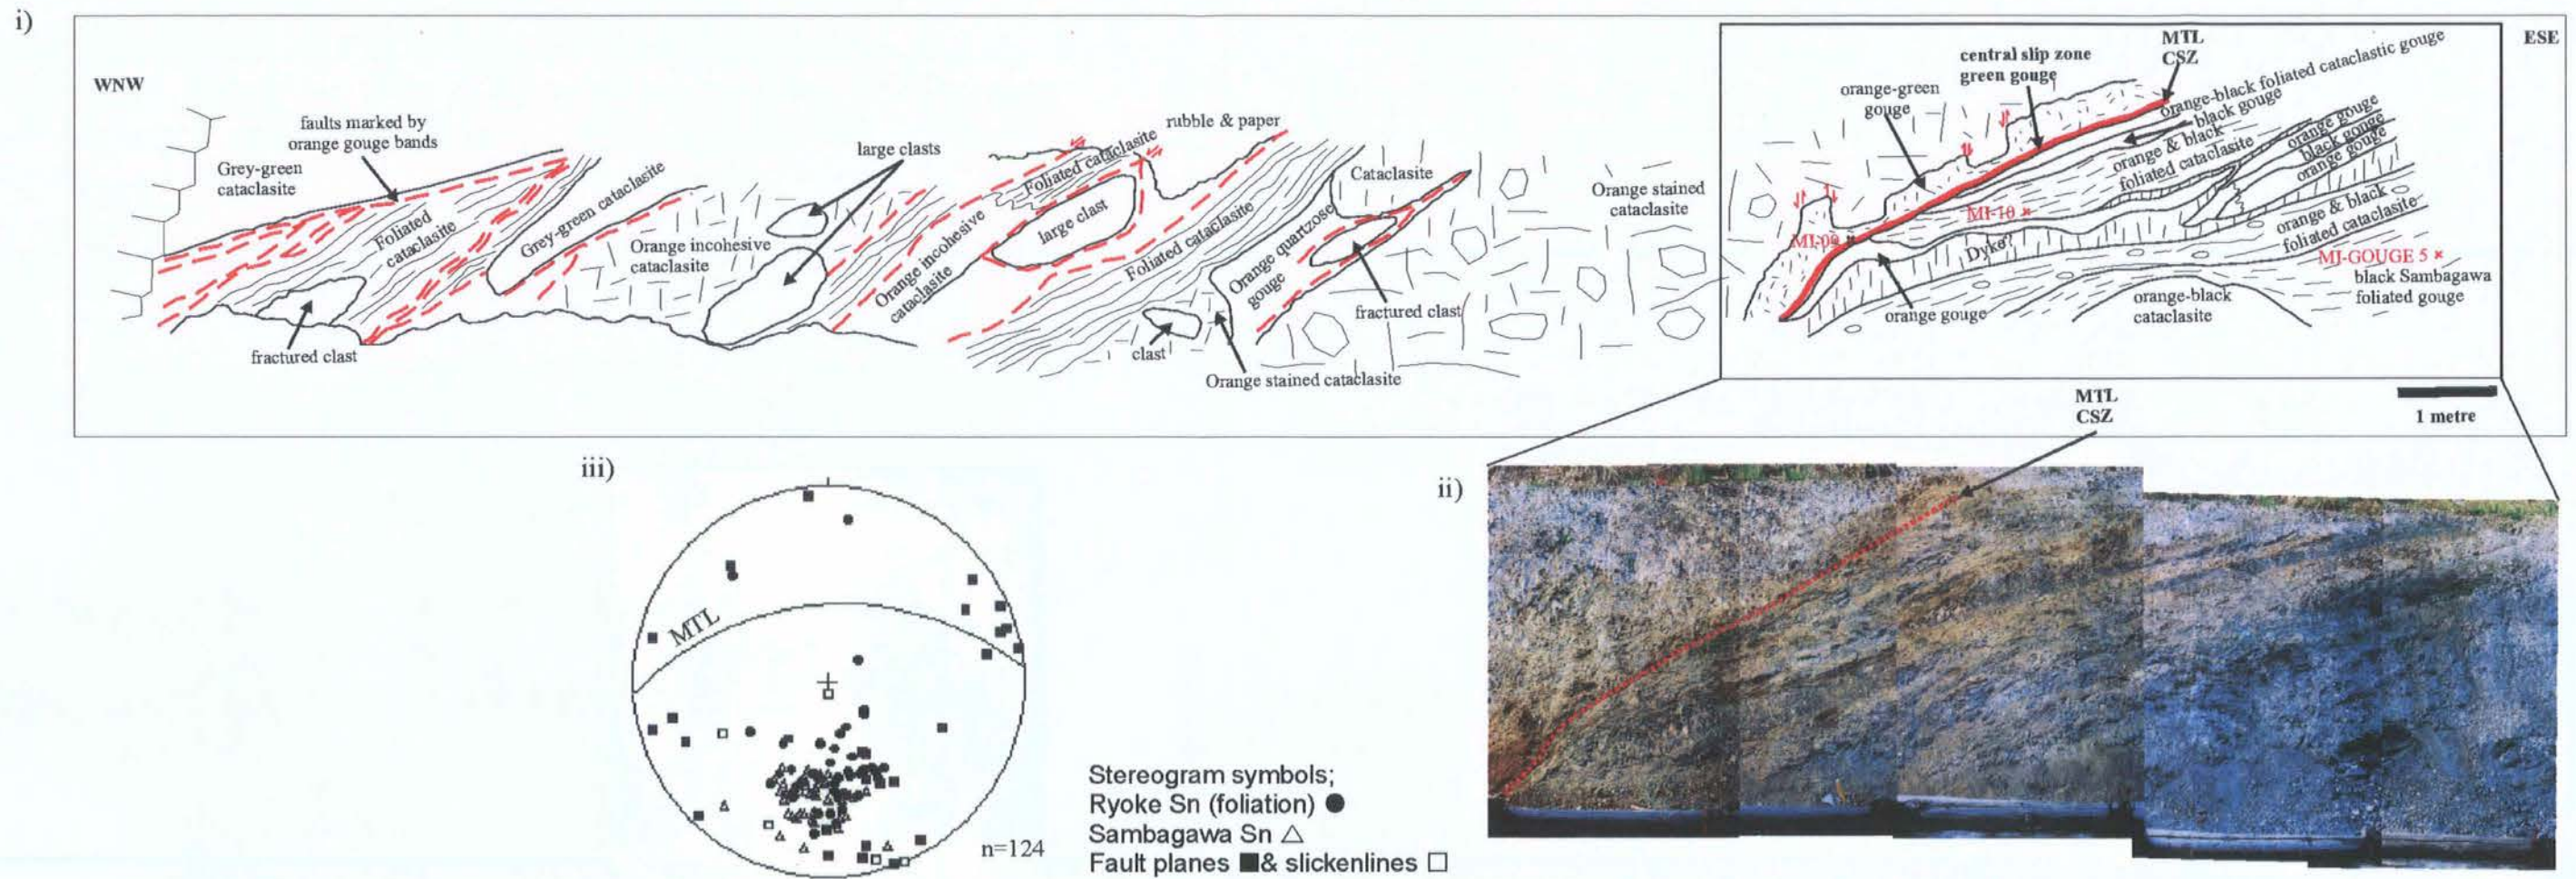 i)
WNW
ESE
faults marked by
orange gouge bands
Grey-green
cataclasite
Foliated
cataclasite
fractured clast
Grey-green cataclasite
Orange incohesive
cataclasite
large clasts
Orange incohesive
cataclasite
Foliated cataclasite
large clast
rubble & paper
Foliated cataclasite
clast
Orange stained cataclasite
Orange quartzose
gouge
Cataclasite
fractured clast
Orange stained
cataclasite
orange-green
gouge
central slip zone
green gouge
MTL
CSZ
orange-black foliated cataclastic gouge
black gouge
orange & black
foliated cataclasite
orange gouge
black gouge
orange gouge
orange & black
foliated cataclasite
MI-10 ×
MI-09
Dyke?
orange gouge
orange-black
cataclasite
MJ-GOUGE 5 ×
black Sambagawa
foliated gouge
1 metre
MTL
CSZ
iii)
MTL
n=124
Stereogram symbols;
Ryoke Sn (foliation) ●
Sambagawa Sn △
Fault planes ■& slickenlines □
ii)